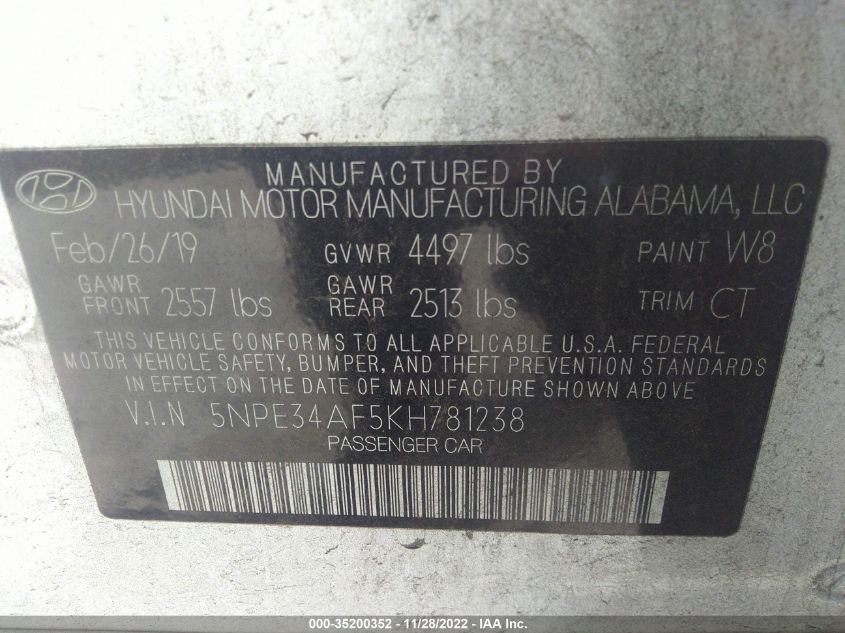 MANUFACTURED BY
HYUNDAI MOTOR MANUFACTURING ALABAMA, LLC
Feb/26/19 GVWR 4497 lbs PAINT W8
GAWR FRONT 2557 lbs GAWR REAR 2513 lbs TRIM CT
THIS VEHICLE CONFORMS TO ALL APPLICABLE U.S.A. FEDERAL
MOTOR VEHICLE SAFETY, BUMPER, AND THEFT PREVENTION STANDARDS
IN EFFECT ON THE DATE OF MANUFACTURE SHOWN ABOVE.
V.I.N 5NPE34AF5KH781238
PASSENGER CAR
000-35200352 - 11/28/2022 - IAA Inc.